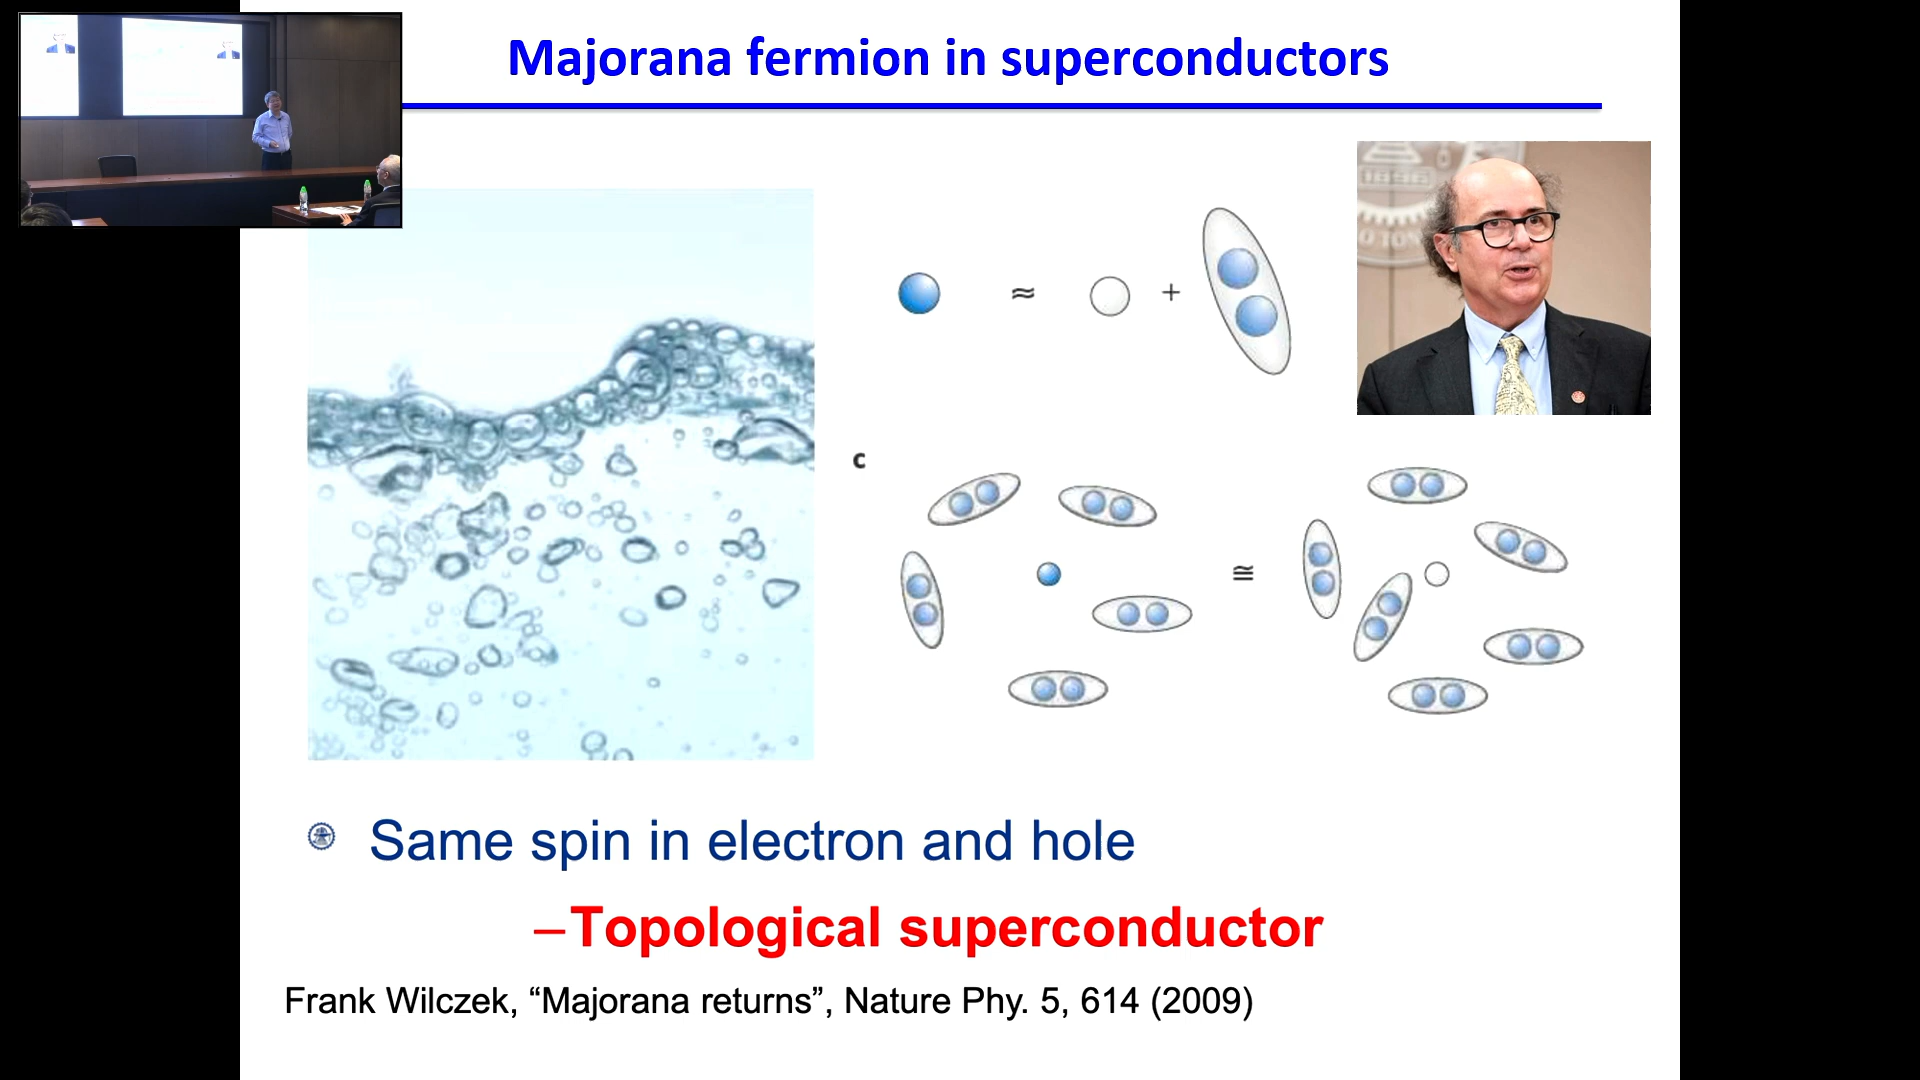 Majorana fermion in superconductors
≈ +
c
≅
Same spin in electron and hole
–Topological superconductor
Frank Wilczek, “Majorana returns”, Nature Phy. 5, 614 (2009)
1896